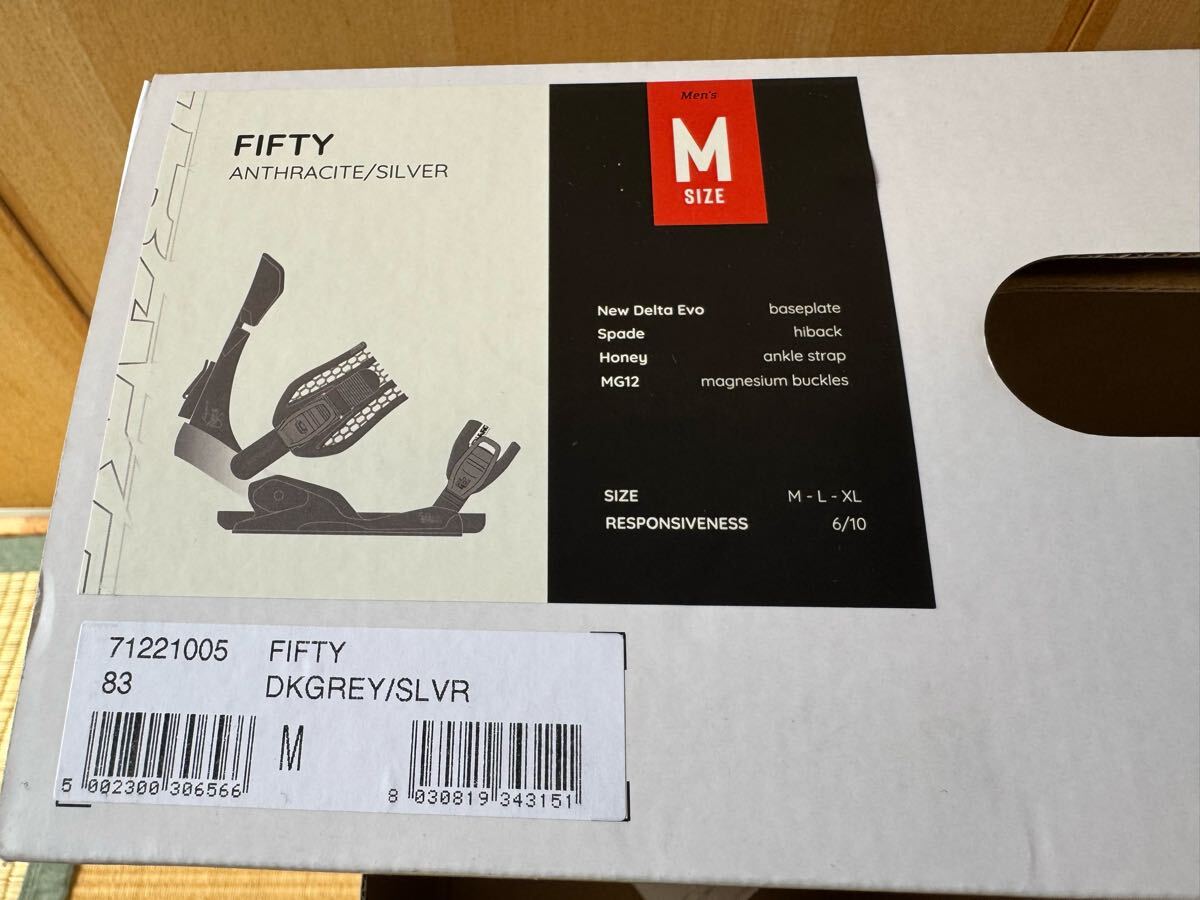 FIFTY
ANTHRACITE/SILVER
Men's
M
SIZE
New Delta Evo baseplate
Spade hiback
Honey ankle strap
MG12 magnesium buckles
SIZE M - L - XL
RESPONSIVENESS 6/10
71221005 FIFTY
83 DKGREY/SLVR
M
5 002300 306566
8 030819 343151